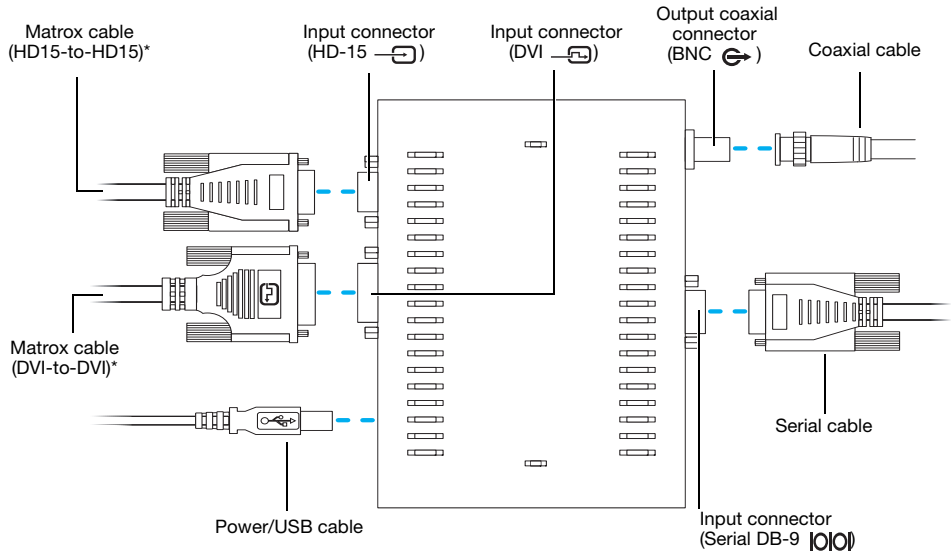 Matrox cable
(HD15-to-HD15)*
Input connector
(HD-15 )
Input connector
(DVI )
Output coaxial
connector
(BNC )
Coaxial cable
Matrox cable
(DVI-to-DVI)*
Serial cable
Power/USB cable
Input connector
(Serial DB-9 )